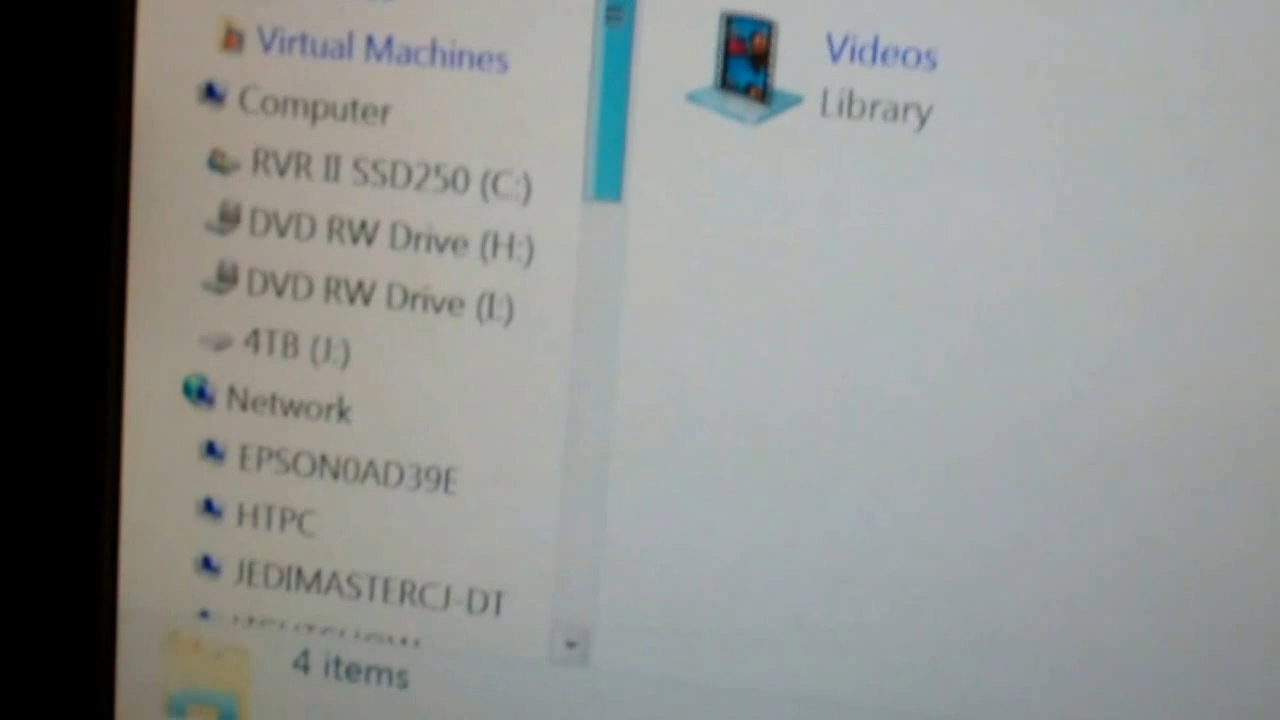 Virtual Machines
Computer
RVR II SSD250 (C:)
DVD RW Drive (H:)
DVD RW Drive (I:)
4TB (J:)
Network
EPSON0AD39E
HTPC
JEDIMASTERCJ-DT
4 items
Videos
Library